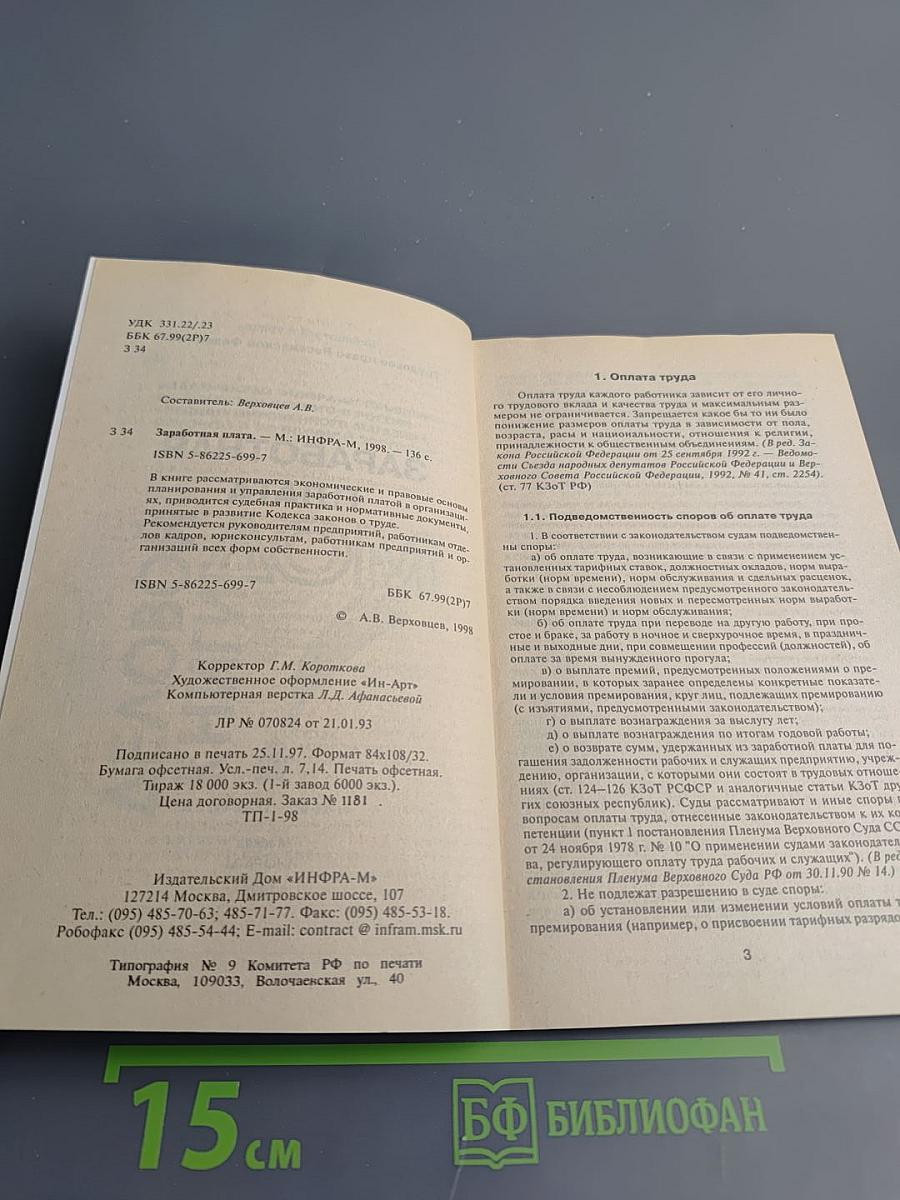 УДК 331.22/.23
ББК 67.99(2Р)7
З 34
Составитель: Верховцев А.В.
З 34 Заработная плата. — М.: ИНФРА-М, 1998. — 136 с.
ISBN 5-86225-699-7
В книге рассматриваются экономические и правовые основы
планирования и управления заработной платой в организаци-
ях, приводится судебная практика и нормативные документы,
принятые в развитие Кодекса законов о труде.
Рекомендуется руководителям предприятий, работникам отде-
лов кадров, юрисконсультам, работникам предприятий и ор-
ганизаций всех форм собственности.
ISBN 5-86225-699-7
ББК 67.99(2Р)7
© А.В. Верховцев, 1998
Корректор Г.М. Короткова
Художественное оформление «Ин-Арт»
Компьютерная верстка Л.Д. Афанасьевой
ЛР № 070824 от 21.01.93
Подписано в печать 25.11.97. Формат 84x108/32.
Бумага офсетная. Усл.-печ. л. 7,14. Печать офсетная.
Тираж 18 000 экз. (1-й завод 6000 экз.).
Цена договорная. Заказ № 1181 .
ТП-1-98
Издательский Дом «ИНФРА-М»
127214 Москва, Дмитровское шоссе, 107
Тел.: (095) 485-70-63; 485-71-77. Факс: (095) 485-53-18.
Робофакс (095) 485-54-44; E-mail: contract @ infram.msk.ru
Типография № 9 Комитета РФ по печати
Москва, 109033, Волочаевская ул., 40
1. Оплата труда
Оплата труда каждого работника зависит от его лично-
го трудового вклада и качества труда и максимальным раз-
мером не ограничивается. Запрещается какое бы то ни было
понижение размеров оплаты труда в зависимости от пола,
возраста, расы и национальности, отношения к религии,
принадлежности к общественным объединениям. (В ред. За-
кона Российской Федерации от 25 сентября 1992 г. — Ведомо-
сти Съезда народных депутатов Российской Федерации и Вер-
ховного Совета Российской Федерации, 1992, № 41, ст. 2254).
(ст. 77 КЗоТ РФ)
1.1. Подведомственность споров об оплате труда
1. В соответствии с законодательством судам подведомствен-
ны споры:
а) об оплате труда, возникающие в связи с применением ус-
тановленных тарифных ставок, должностных окладов, норм выра-
ботки (норм времени), норм обслуживания и сдельных расценок,
а также в связи с несоблюдением предусмотренного законодатель-
ством порядка введения новых и пересмотренных норм выработ-
ки (норм времени) и норм обслуживания;
б) об оплате труда при переводе на другую работу, при про-
стое и браке, за работу в ночное и сверхурочное время, в празднич-
ные и выходные дни, при совмещении профессий (должностей), об
оплате за время вынужденного прогула;
в) о выплате премий, предусмотренных положениями о пре-
мировании, в которых заранее определены конкретные показате-
ли и условия премирования, круг лиц, подлежащих премированию
(с изъятиями, предусмотренными законодательством);
г) о выплате вознаграждения за выслугу лет;
д) о выплате вознаграждения по итогам годовой работы;
е) о возврате сумм, удержанных из заработной платы для по-
гашения задолженности рабочих и служащих предприятию, учреж-
дению, организации, с которыми они состоят в трудовых отноше-
ниях (ст. 124—126 КЗоТ РСФСР и аналогичные статьи КЗоТ дру
гих союзных республик). Суды рассматривают и иные споры п
вопросам оплаты труда, отнесенные законодательством к их ко
петенции (пункт 1 постановления Пленума Верховного Суда СС
от 24 ноября 1978 г. № 10 "О применении судами законодател
ва, регулирующего оплату труда рабочих и служащих"). (В ред
становления Пленума Верховного Суда РФ от 30.11.90 № 14.)
2. Не подлежат разрешению в суде споры:
а) об установлении или изменении условий оплаты т
премирования (например, о присвоении тарифных разрядо
3
15 см
БФ БИБЛИОФАН